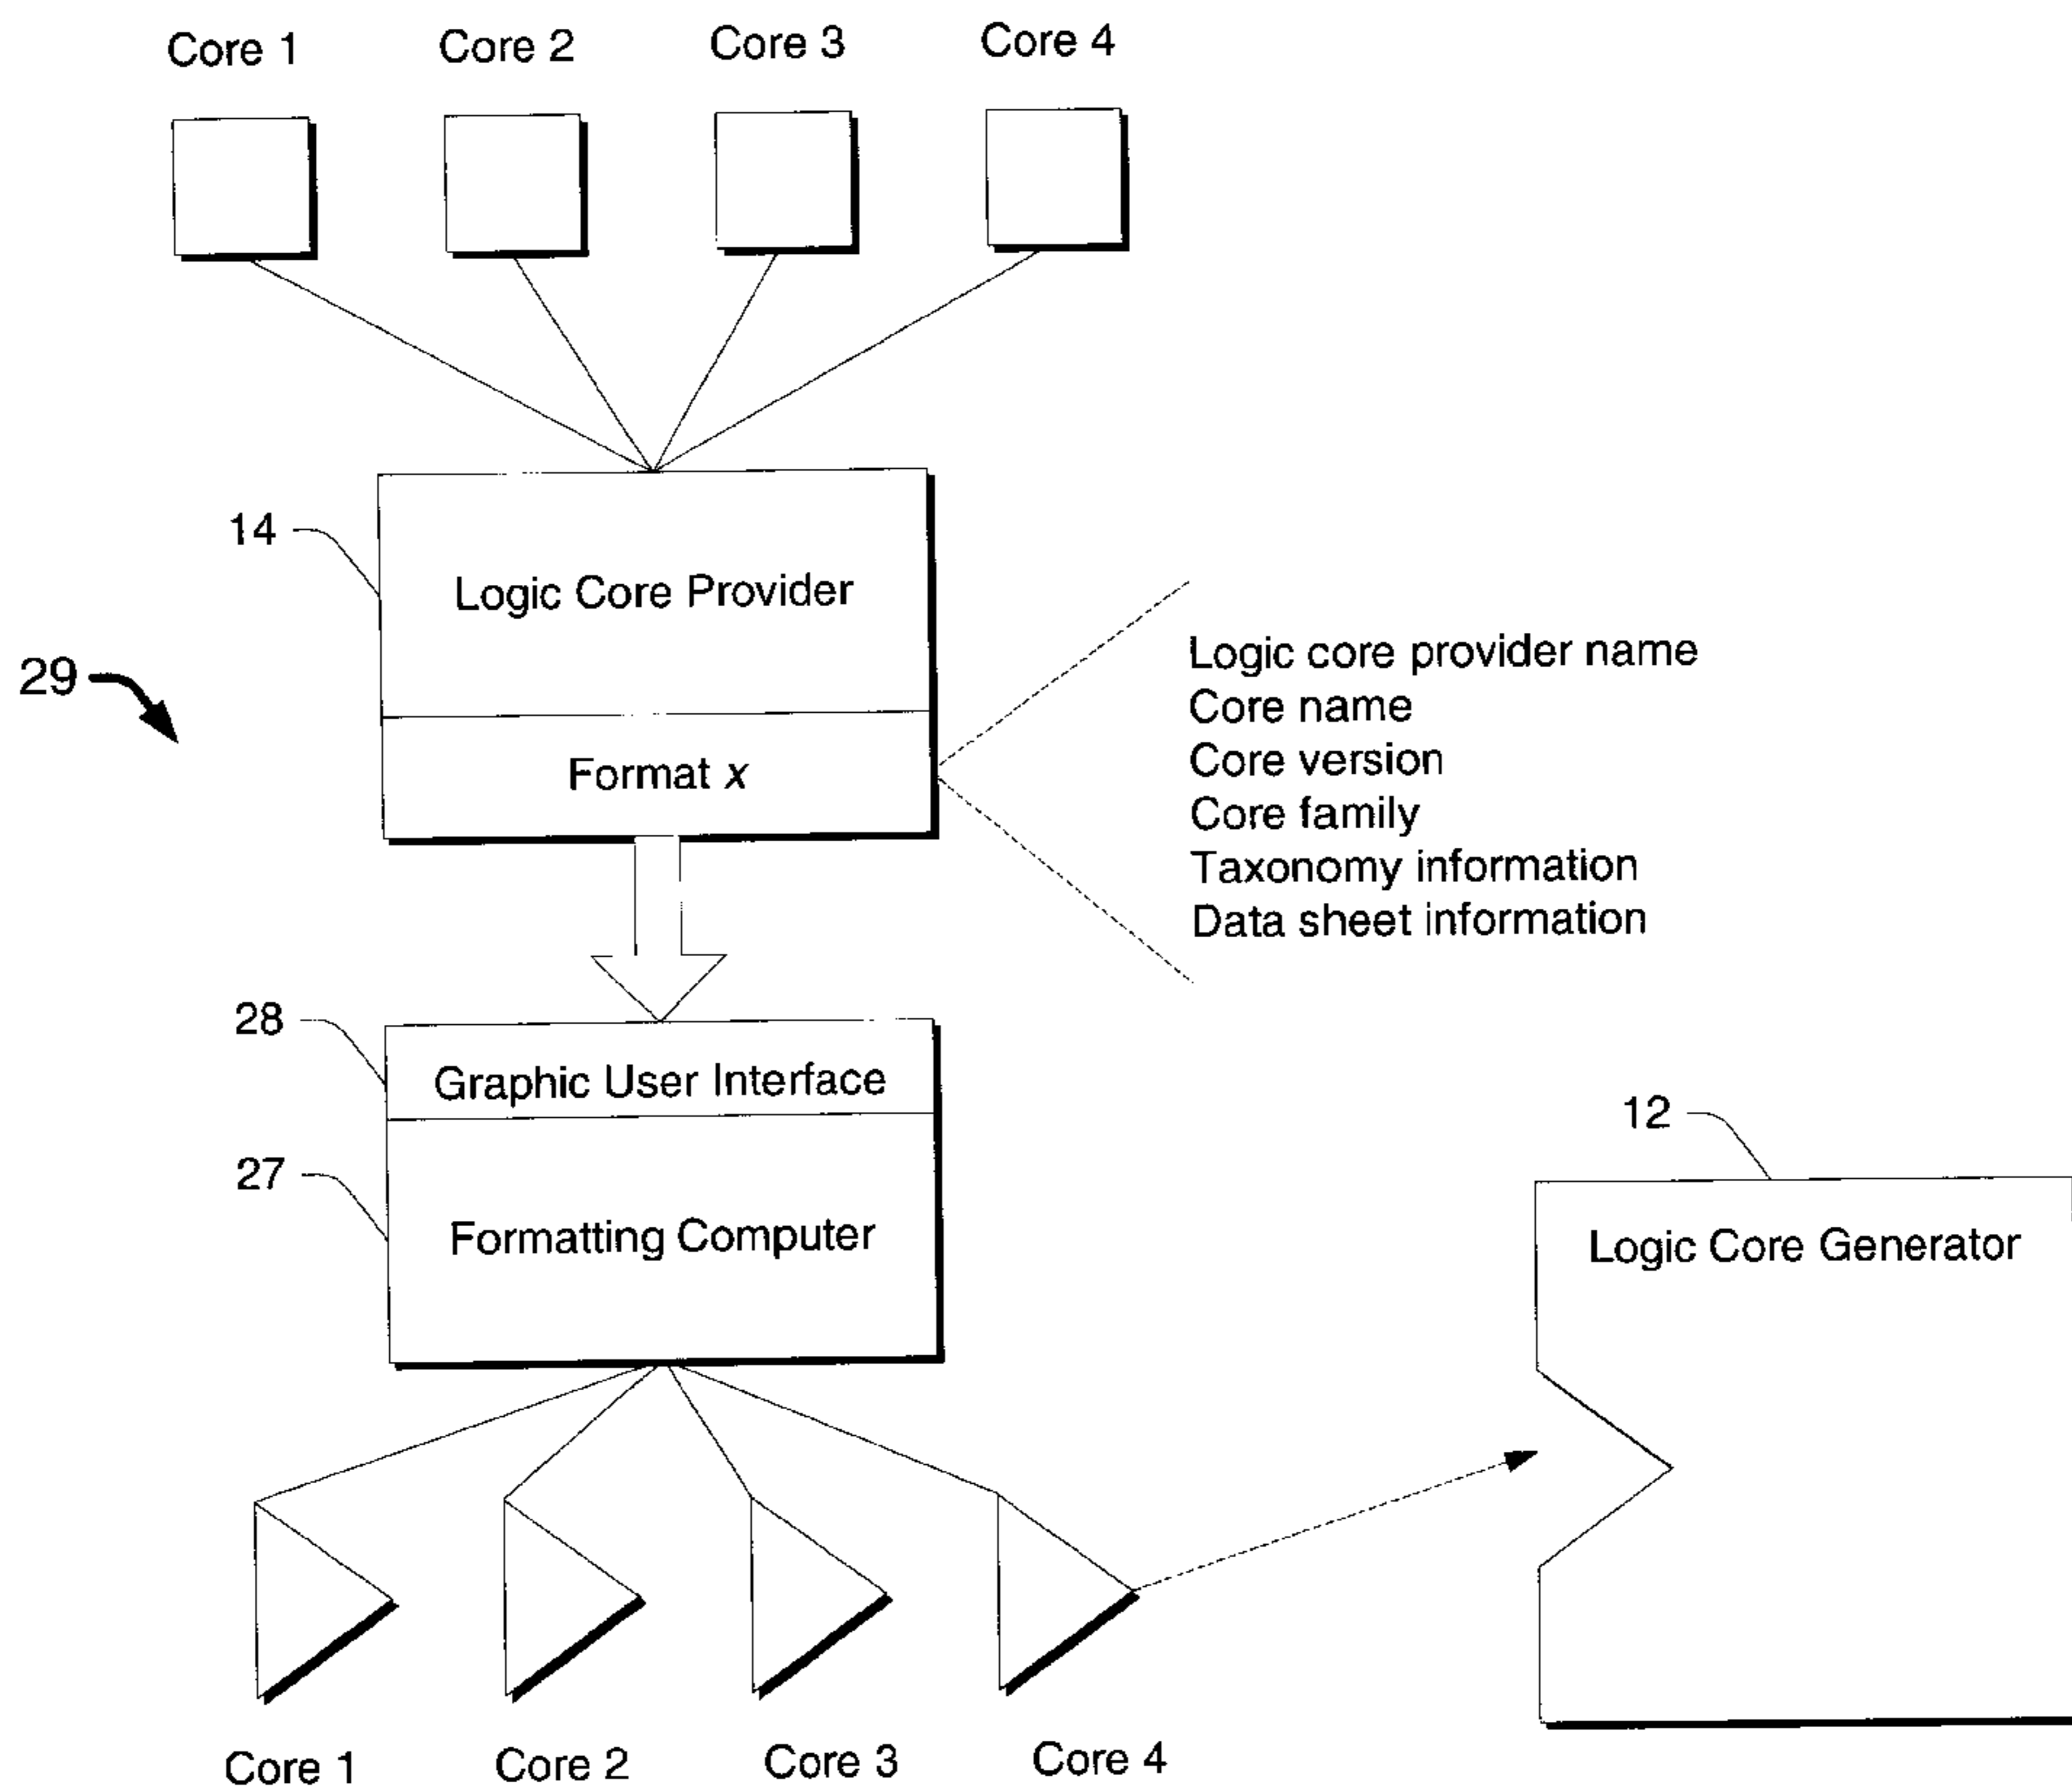 Core 1
Core 2
Core 3
Core 4
14
Logic Core Provider
29
Format x
Logic core provider name
Core name
Core version
Core family
Taxonomy information
Data sheet information
28
Graphic User Interface
27
Formatting Computer
12
Logic Core Generator
Core 1
Core 2
Core 3
Core 4